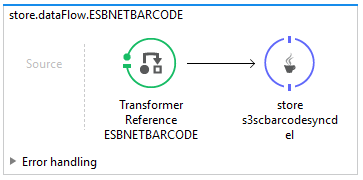 store.dataFlow.ESBNETBARCODE
Source
Transformer
Reference
ESBNETBARCODE
store
s3scbarcodesyncd
el
Error handling